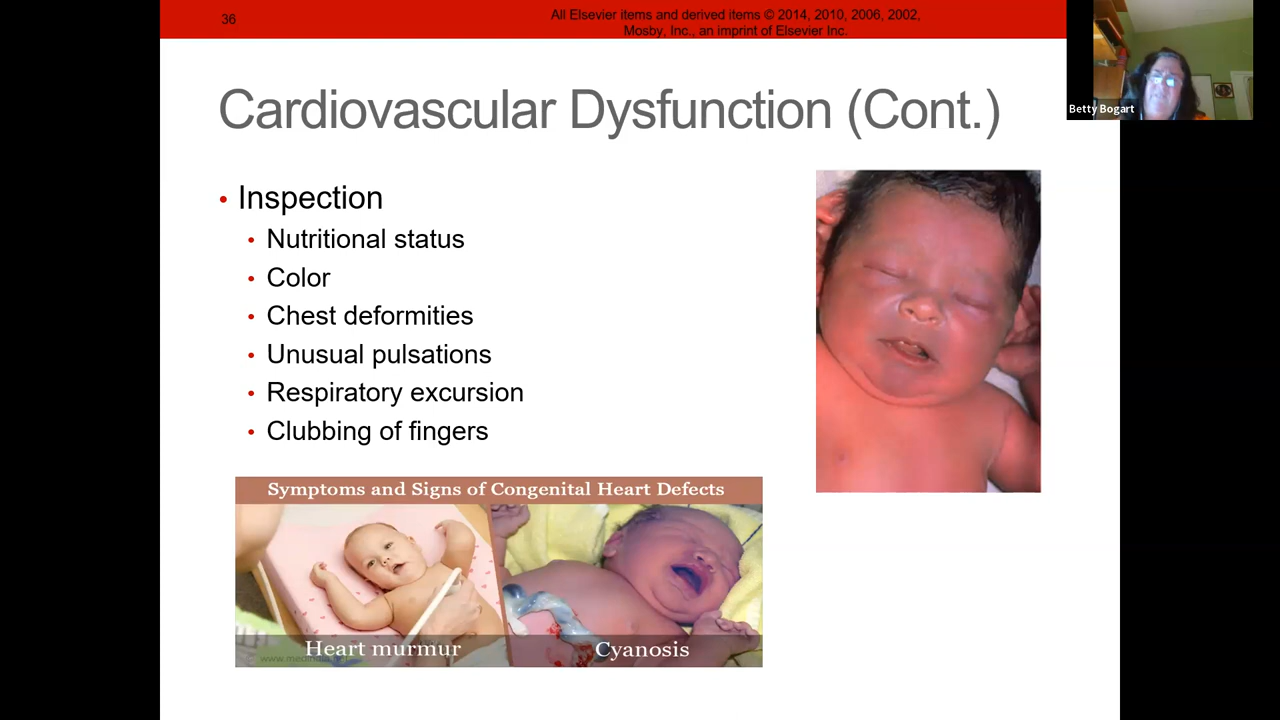 36
All Elsevier items and derived items © 2014, 2010, 2006, 2002,
Mosby, Inc., an imprint of Elsevier Inc.
Betty Bogart
Cardiovascular Dysfunction (Cont.)
• Inspection
• Nutritional status
• Color
• Chest deformities
• Unusual pulsations
• Respiratory excursion
• Clubbing of fingers
Symptoms and Signs of Congenital Heart Defects
Heart murmur
Cyanosis